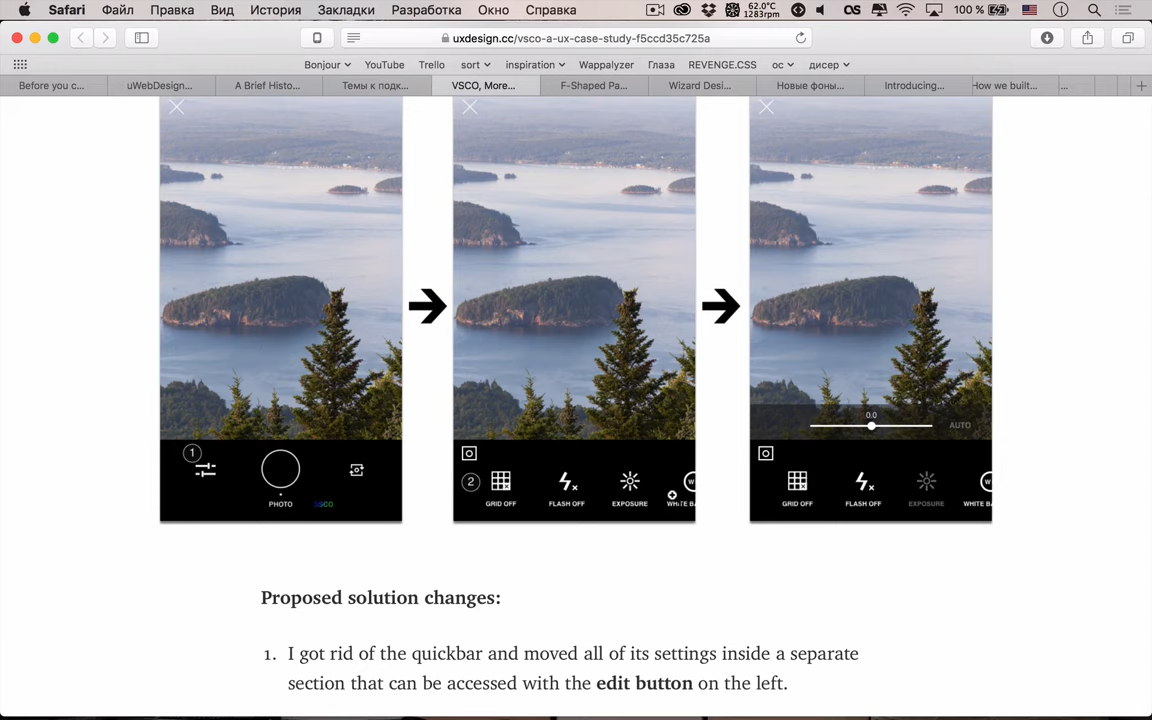 Safari Файл Правка Вид История Закладки Разработка Окно Справка 62.0°C 1283rpm 100 %
uxdesign.cc/vsco-a-ux-case-study-f5ccd35c725a
Bonjour YouTube Trello sort inspiration Wappalyzer Глаза REVENGE.CSS ос дисер
Before you c... uWebDesign... A Brief Histo... Темы к подк... VSCO, More... F-Shaped Pa... Wizard Desi... Новые фоны... Introducing... How we built... ...
1
PHOTO VSCO
2
GRID OFF FLASH OFF EXPOSURE WHITE BA
0.0
AUTO
GRID OFF FLASH OFF EXPOSURE WHITE B
Proposed solution changes:
1. I got rid of the quickbar and moved all of its settings inside a separate
section that can be accessed with the edit button on the left.